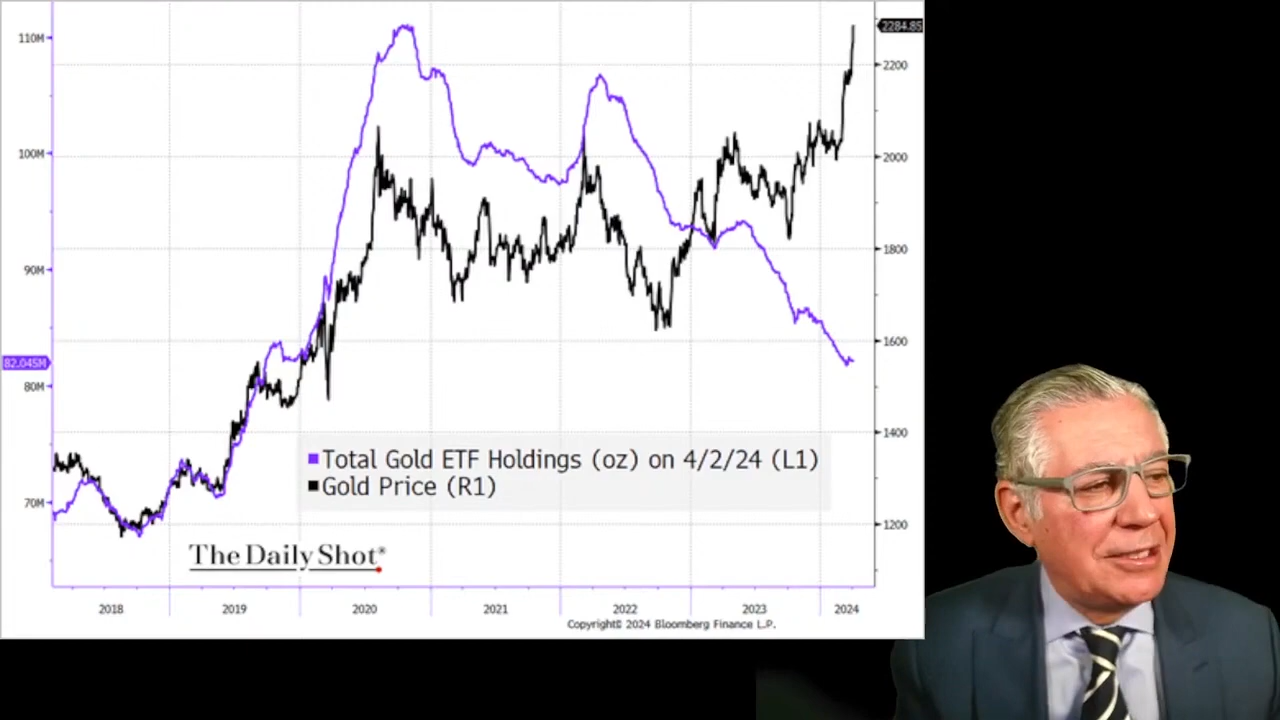 110M
100M
90M
82.045M
80M
70M
2284.85
2200
2000
1800
1600
1400
1200
Total Gold ETF Holdings (oz) on 4/2/24 (L1)
Gold Price (R1)
The Daily Shot®
2018 2019 2020 2021 2022 2023 2024
Copyright© 2024 Bloomberg Finance L.P.